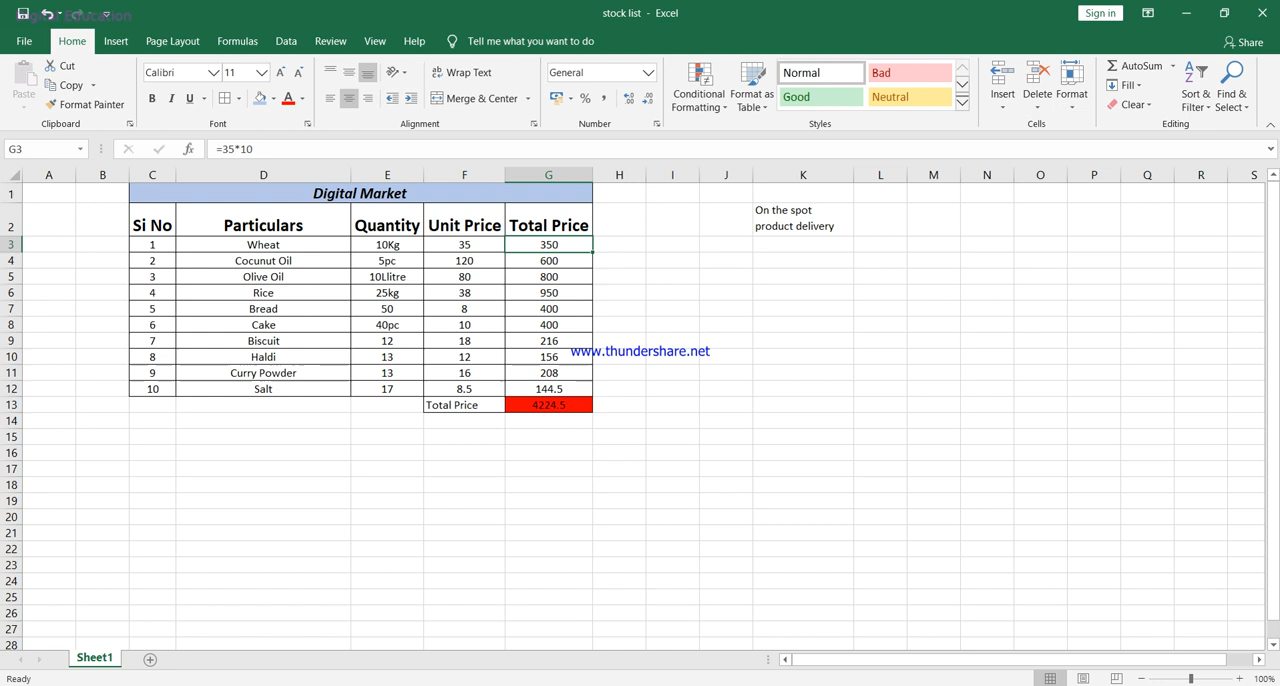 Digital Education
stock list - Excel
Sign in
File Home Insert Page Layout Formulas Data Review View Help Tell me what you want to do
Share
Paste
Cut
Copy
Format Painter
Clipboard
Calibri 11
B I U
Font
Wrap Text
Merge & Center
Alignment
General
Number
Conditional Formatting
Format as Table
Normal Bad
Good Neutral
Styles
Insert Delete Format
Cells
AutoSum
Fill
Clear
Sort & Filter
Find & Select
Editing
G3 fx =35*10
A B C D E F G H I J K L M N O P Q R S
1 Digital Market
2 Si No Particulars Quantity Unit Price Total Price
On the spot
product delivery
3 1 Wheat 10Kg 35 350
4 2 Cocunut Oil 5pc 120 600
5 3 Olive Oil 10Llitre 80 800
6 4 Rice 25kg 38 950
7 5 Bread 50 8 400
8 6 Cake 40pc 10 400
9 7 Biscuit 12 18 216
www.thundershare.net
10 8 Haldi 13 12 156
11 9 Curry Powder 13 16 208
12 10 Salt 17 8.5 144.5
13 Total Price 4224.5
14
15
16
17
18
19
20
21
22
23
24
25
26
27
28
Sheet1
Ready
100%